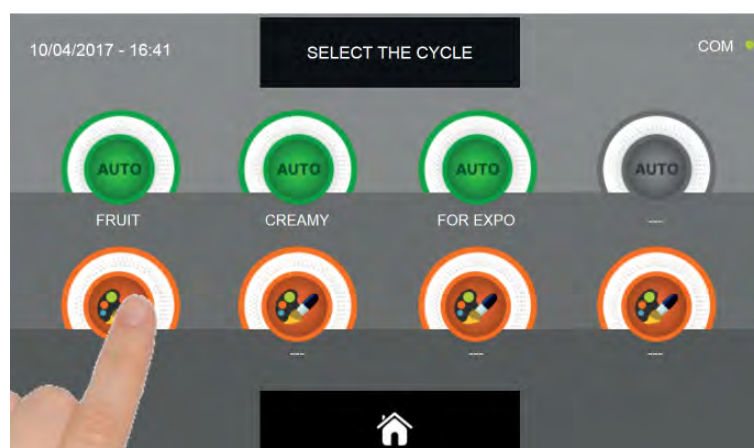 10/04/2017 - 16:41
SELECT THE CYCLE
COM
AUTO AUTO AUTO AUTO
FRUIT CREAMY FOR EXPO ---
--- --- ---